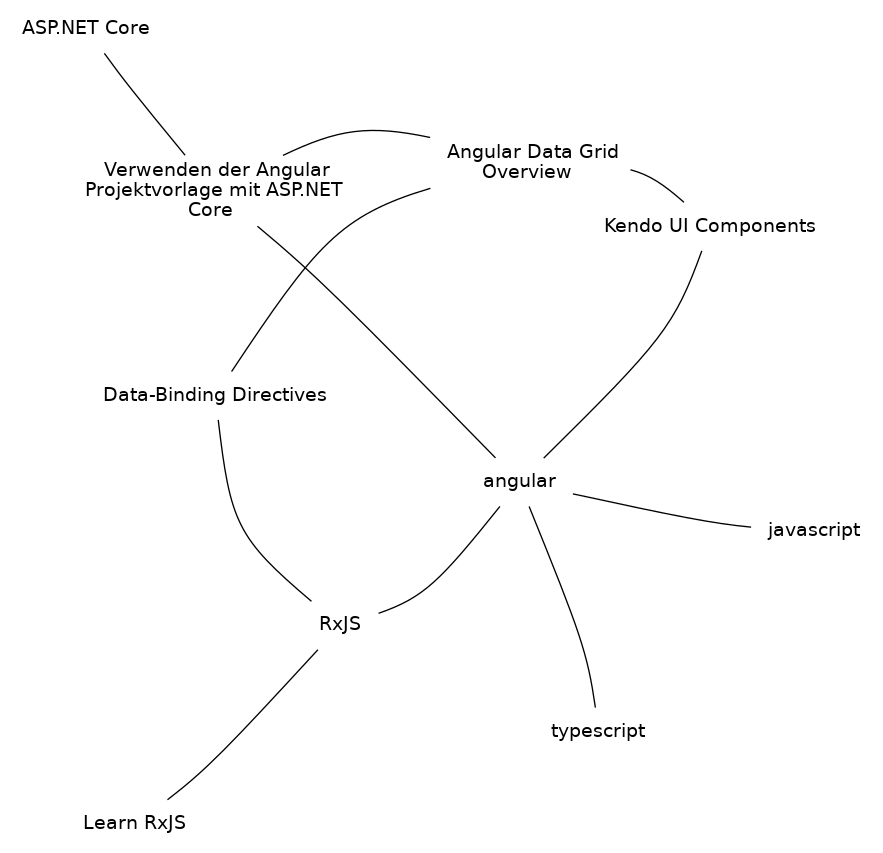 ASP.NET Core
Angular Data Grid
Overview
Verwenden der Angular
Projektvorlage mit ASP.NET
Core
Kendo UI Components
Data-Binding Directives
angular
javascript
RxJS
typescript
Learn RxJS